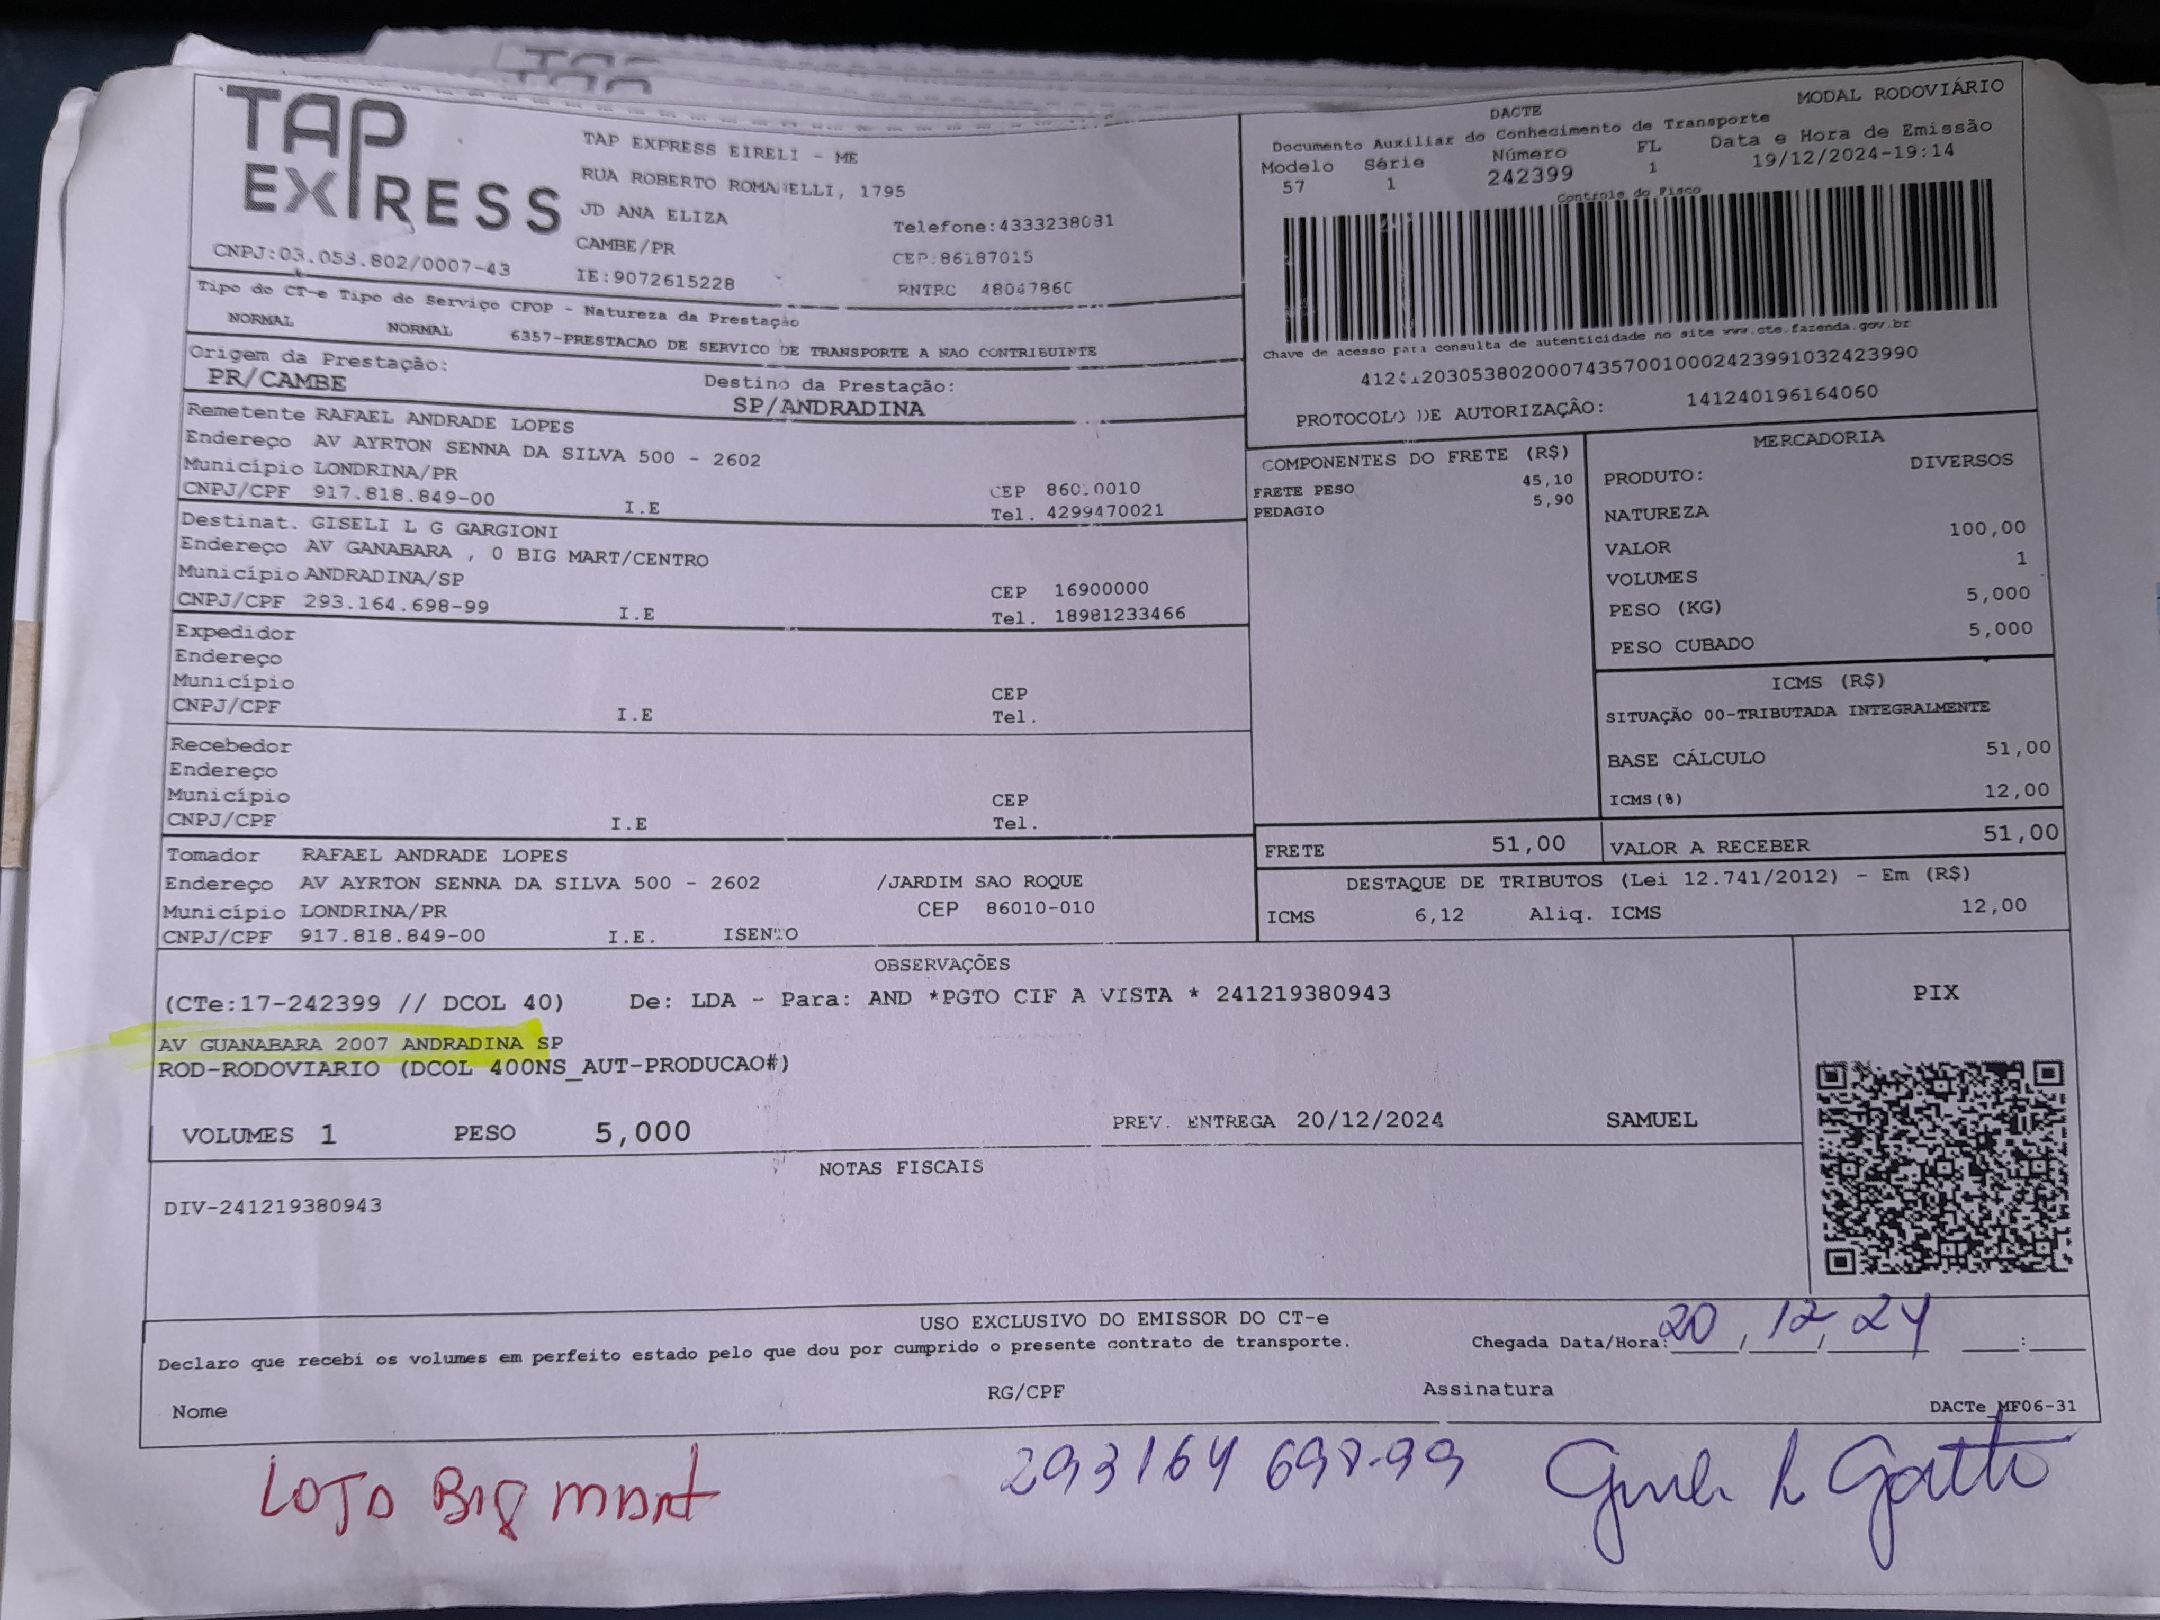 TAP
EXPRESS
CNPJ:03.053.802/0007-43
TAP EXPRESS EIRELI - ME
RUA ROBERTO ROMANELLI, 1795
JD ANA ELIZA
Telefone:4333238081
CAMBE/PR
CEP:86187015
IE:9072615228
RNTRC 48047860
DACTE
MODAL RODOVIÁRIO
Documento Auxiliar do Conhecimento de Transporte
Modelo Série Número FL Data e Hora de Emissão
57 1 242399 1 19/12/2024-19:14
Controle do Fisco
Chave de acesso para consulta de autenticidade no site www.cte.fazenda.gov.br
PROTOCOLO DE AUTORIZAÇÃO: 141240196164060
Tipo do CT-e Tipo do Serviço CFOP - Natureza da Prestação
NORMAL NORMAL 6357-PRESTACAO DE SERVICO DE TRANSPORTE A NAO CONTRIBUINTE
Origem da Prestação: Destino da Prestação:
PR/CAMBE SP/ANDRADINA
Remetente RAFAEL ANDRADE LOPES
Endereço AV AYRTON SENNA DA SILVA 500 - 2602
Município LONDRINA/PR CEP
CNPJ/CPF 917.818.849-00 I.E Tel. 4299470021
Destinat. GISELI L G GARGIONI
Endereço AV GANABARA , 0 BIG MART/CENTRO
Município ANDRADINA/SP CEP 16900000
CNPJ/CPF 293.164.698-99 I.E Tel. 18981233466
Expedidor
Endereço
Município CEP
CNPJ/CPF I.E Tel.
Recebedor
Endereço
Município CEP
CNPJ/CPF I.E Tel.
Tomador RAFAEL ANDRADE LOPES
Endereço AV AYRTON SENNA DA SILVA 500 - 2602 /JARDIM SAO ROQUE
Município LONDRINA/PR CEP 86010-010
CNPJ/CPF 917.818.849-00 I.E. ISENTO
COMPONENTES DO FRETE (R$)
FRETE PESO 45,10
PEDAGIO 5,90
MERCADORIA
PRODUTO: DIVERSOS
NATUREZA
VALOR 100,00
VOLUMES 1
PESO (KG) 5,000
PESO CUBADO 5,000
ICMS (R$)
SITUAÇÃO 00-TRIBUTADA INTEGRALMENTE
BASE CÁLCULO 51,00
ICMS(%) 12,00
FRETE 51,00 VALOR A RECEBER 51,00
DESTAQUE DE TRIBUTOS (Lei 12.741/2012) - Em (R$)
ICMS 6,12 Aliq. ICMS 12,00
OBSERVAÇÕES
(CTe:17-242399 // DCOL 40) De: LDA - Para: AND *PGTO CIF A VISTA * 241219380943
AV GUANABARA 2007 ANDRADINA SP
ROD-RODOVIARIO (DCOL 400NS_AUT-PRODUCAO#)
VOLUMES 1 PESO 5,000 PREV. ENTREGA 20/12/2024 SAMUEL
PIX
NOTAS FISCAIS
DIV-241219380943
USO EXCLUSIVO DO EMISSOR DO CT-e
Declaro que recebi os volumes em perfeito estado pelo que dou por cumprido o presente contrato de transporte. Chegada Data/Hora: 20/12/24 :
Nome RG/CPF Assinatura
DACTe_MF06-31
LOJA BIG MART 293164 698-99